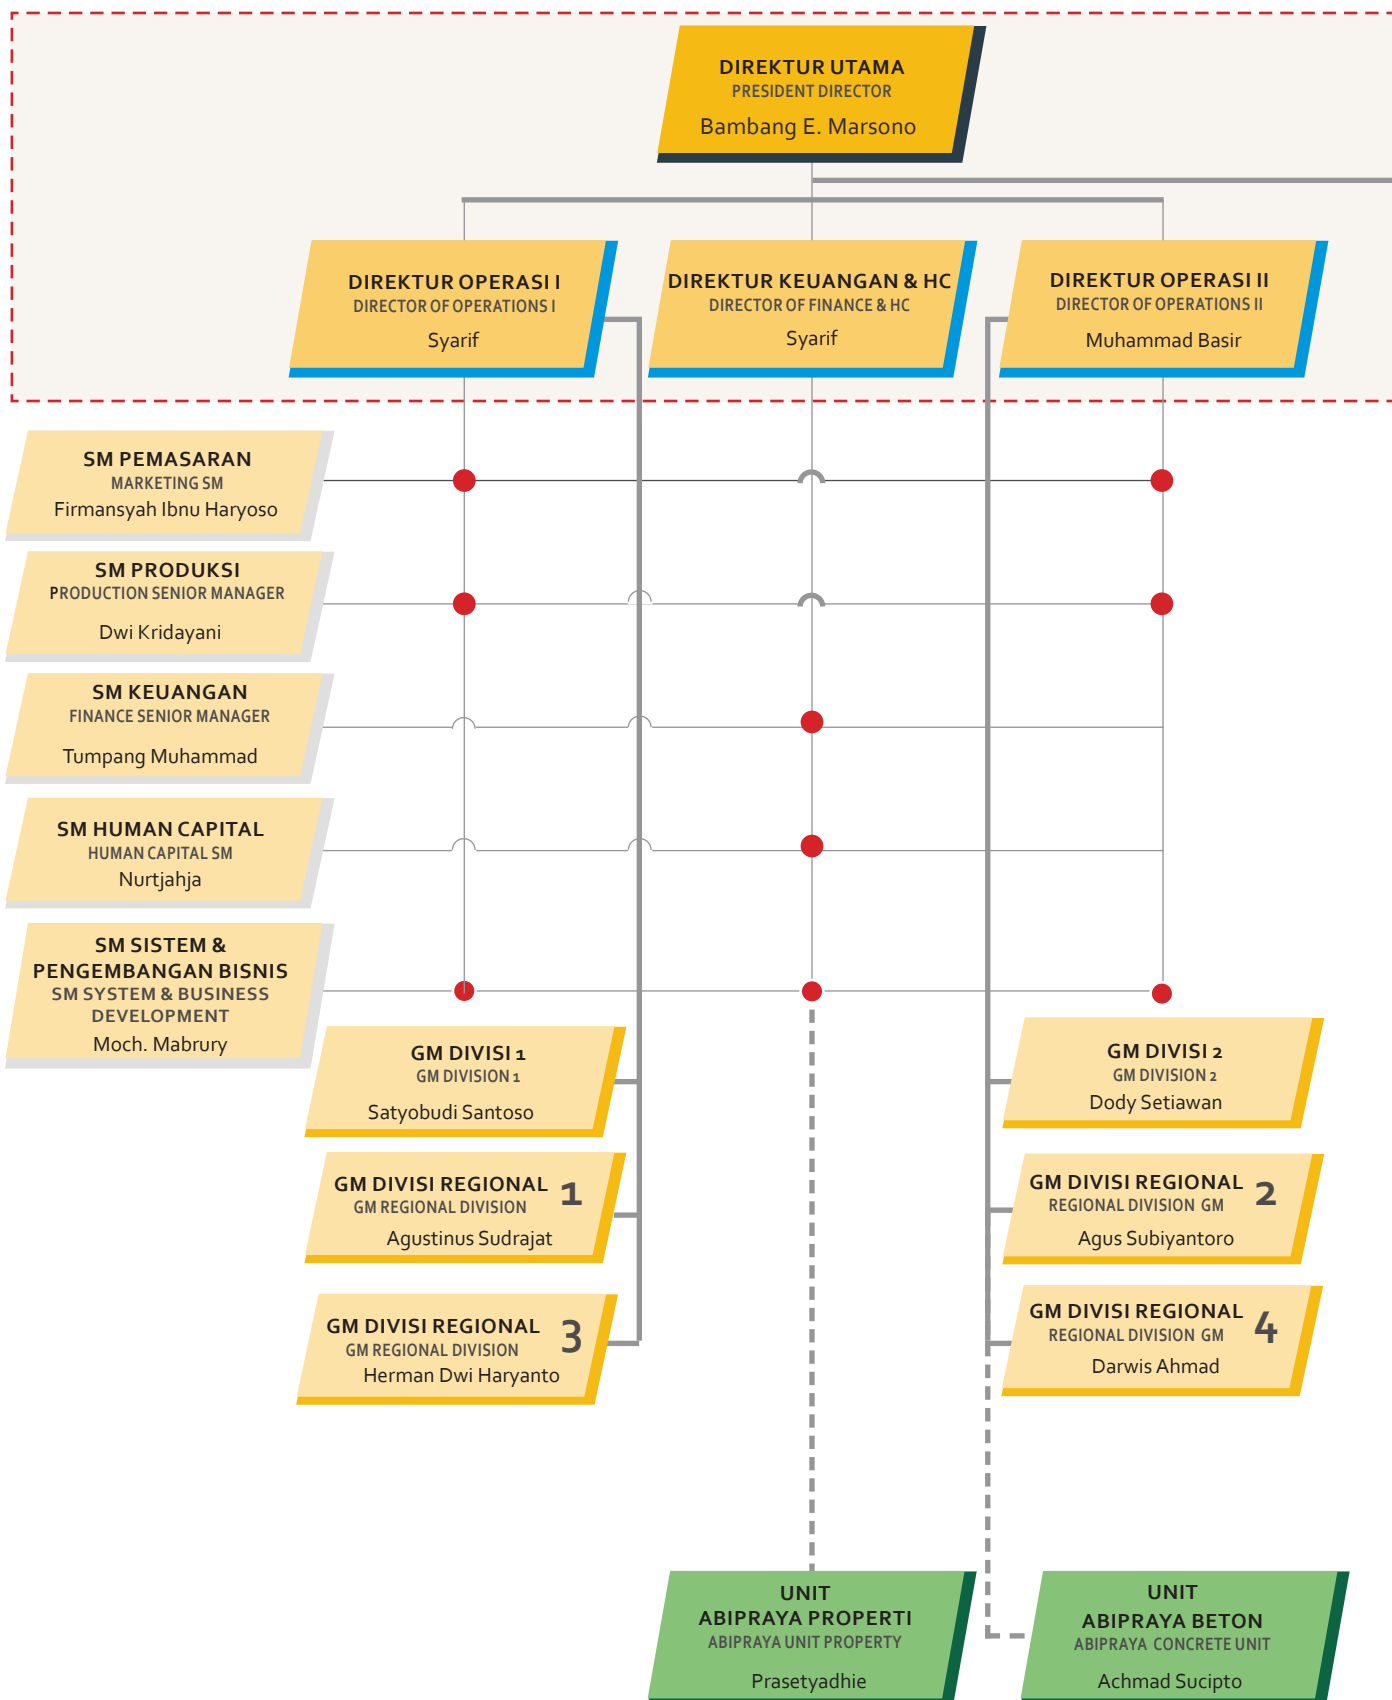 DIREKTUR UTAMA
PRESIDENT DIRECTOR
Bambang E. Marsono
DIREKTUR OPERASI I
DIRECTOR OF OPERATIONS I
Syarif
DIREKTUR KEUANGAN & HC
DIRECTOR OF FINANCE & HC
Syarif
DIREKTUR OPERASI II
DIRECTOR OF OPERATIONS II
Muhammad Basir
SM PEMASARAN
MARKETING SM
Firmansyah Ibnu Haryoso
SM PRODUKSI
PRODUCTION SENIOR MANAGER
Dwi Kridayani
SM KEUANGAN
FINANCE SENIOR MANAGER
Tumpang Muhammad
SM HUMAN CAPITAL
HUMAN CAPITAL SM
Nurtjahja
SM SISTEM &
PENGEMBANGAN BISNIS
SM SYSTEM & BUSINESS
DEVELOPMENT
Moch. Mabrury
GM DIVISI 1
GM DIVISION 1
Satyobudi Santoso
GM DIVISI 2
GM DIVISION 2
Dody Setiawan
GM DIVISI REGIONAL 1
GM REGIONAL DIVISION
Agustinus Sudrajat
GM DIVISI REGIONAL 2
REGIONAL DIVISION GM
Agus Subiyantoro
GM DIVISI REGIONAL 3
GM REGIONAL DIVISION
Herman Dwi Haryanto
GM DIVISI REGIONAL 4
REGIONAL DIVISION GM
Darwis Ahmad
UNIT
ABIPRAYA PROPERTI
ABIPRAYA UNIT PROPERTY
Prasetyadhie
UNIT
ABIPRAYA BETON
ABIPRAYA CONCRETE UNIT
Achmad Sucipto